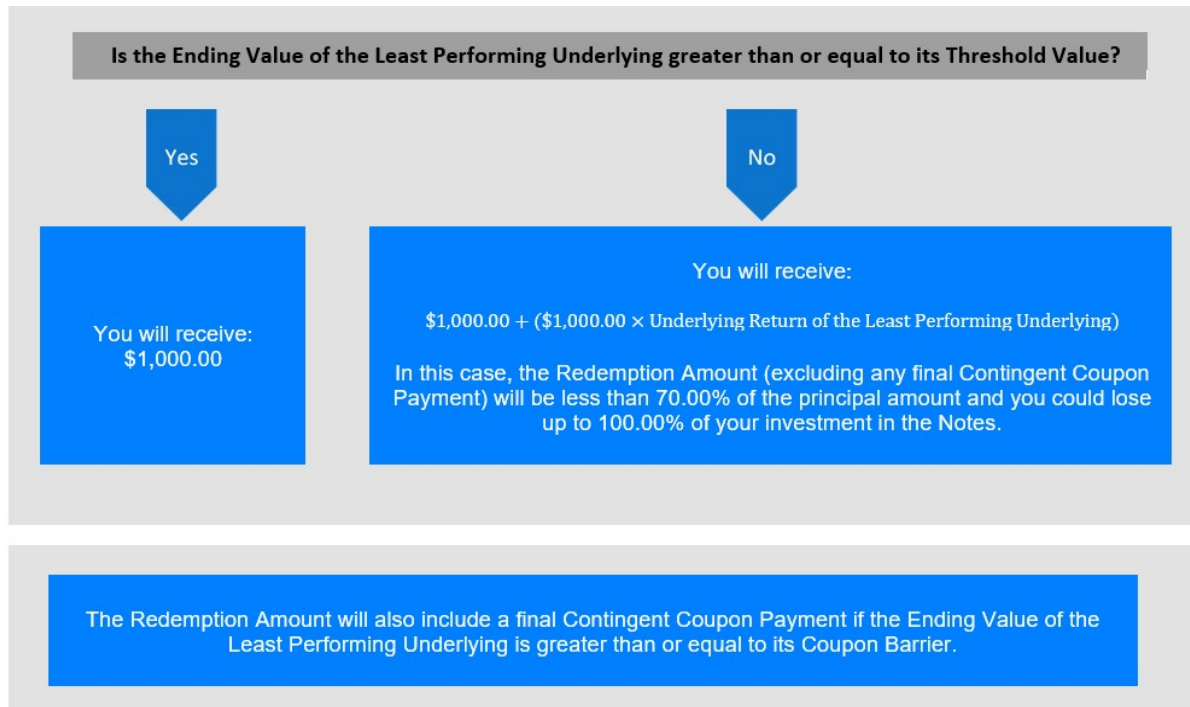 Is the Ending Value of the Least Performing Underlying greater than or equal to its Threshold Value?
Yes
No
You will receive:
$1,000.00
You will receive:
$1,000.00 + ($1,000.00 × Underlying Return of the Least Performing Underlying)
In this case, the Redemption Amount (excluding any final Contingent Coupon
Payment) will be less than 70.00% of the principal amount and you could lose
up to 100.00% of your investment in the Notes.
The Redemption Amount will also include a final Contingent Coupon Payment if the Ending Value of the
Least Performing Underlying is greater than or equal to its Coupon Barrier.